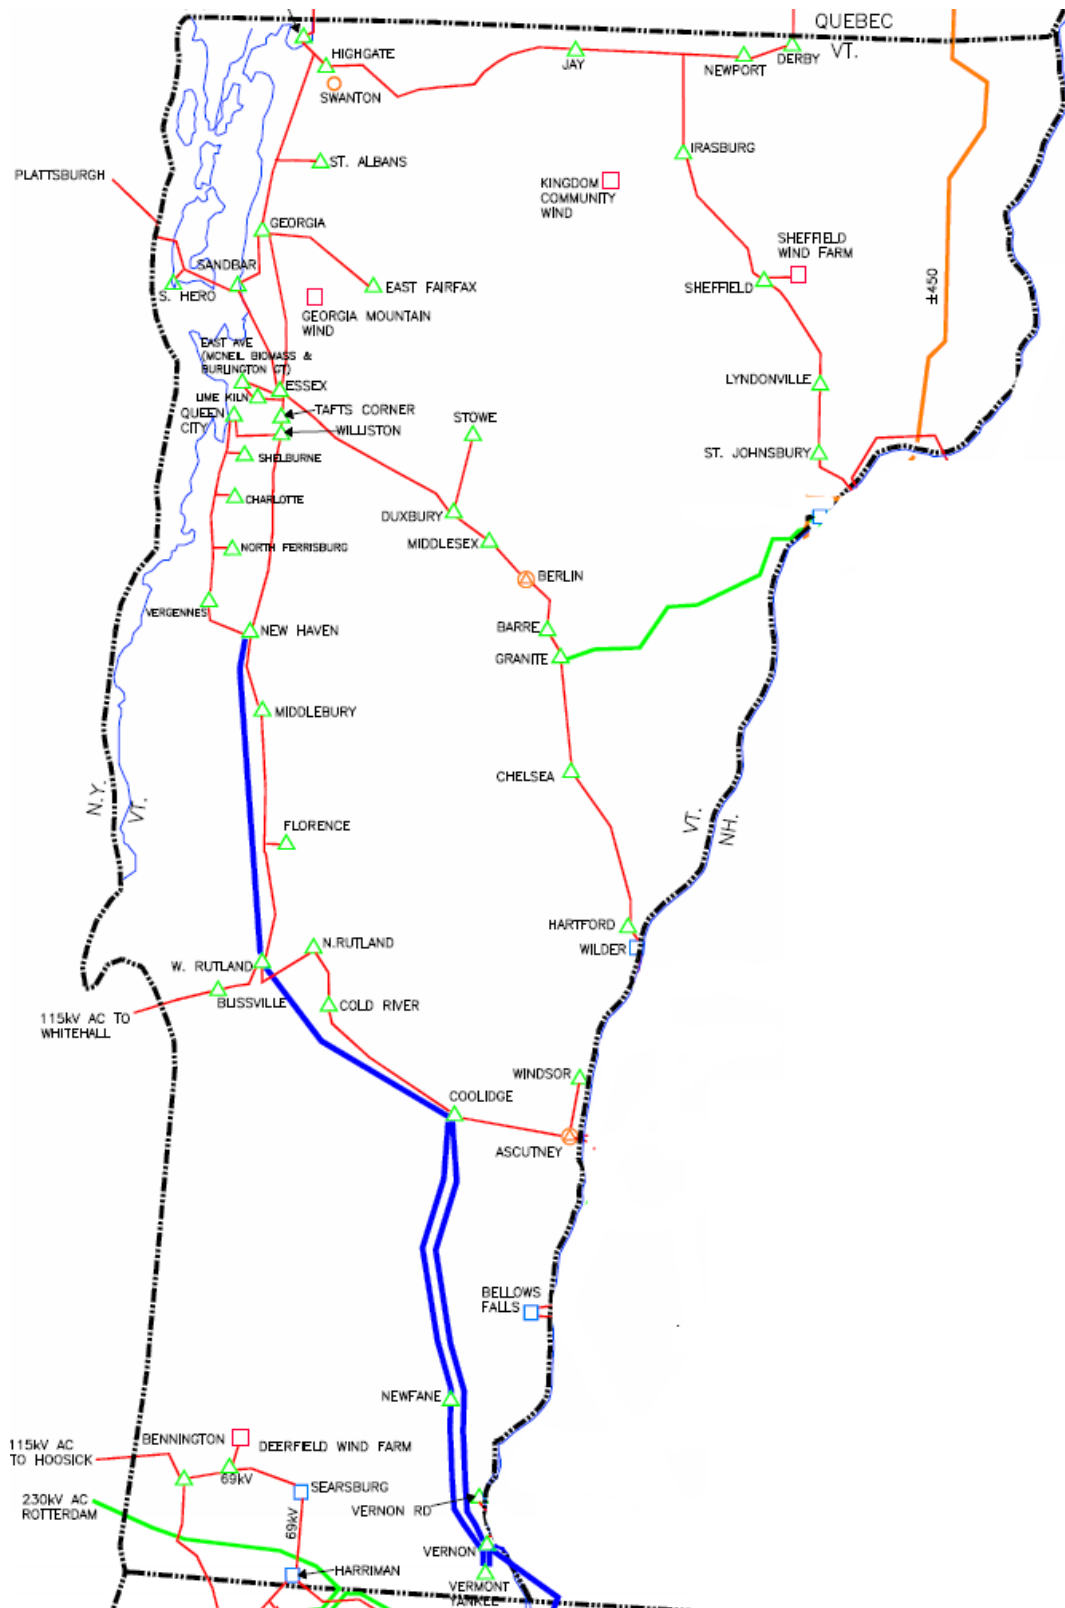 QUEBEC
VT.
HIGHGATE
SWANTON
JAY
NEWPORT
DERBY
ST. ALBANS
IRASBURG
PLATTSBURGH
KINGDOM
COMMUNITY
WIND
GEORGIA
SHEFFIELD
WIND FARM
SANDBAR
S. HERO
EAST FAIRFAX
SHEFFIELD
±450
GEORGIA MOUNTAIN
WIND
EAST AVE
(MCNEIL BIOMASS &
BURLINGTON GT)
ESSEX
LIME KILN
LYNDONVILLE
QUEEN
CITY
TAFTS CORNER
STOWE
WILLISTON
SHELBURNE
ST. JOHNSBURY
CHARLOTTE
DUXBURY
MIDDLESEX
NORTH FERRISBURG
BERLIN
VERGENNES
NEW HAVEN
BARRE
GRANITE
MIDDLEBURY
CHELSEA
N.Y.
VT.
VT.
NH.
FLORENCE
HARTFORD
WILDER
N.RUTLAND
W. RUTLAND
BLISSVILLE
COLD RIVER
115kV AC TO
WHITEHALL
WINDSOR
COOLIDGE
ASCUTNEY
BELLOWS
FALLS
NEWFANE
BENNINGTON
DEERFIELD WIND FARM
115kV AC
TO HOOSICK
69kV
SEARSBURG
230kV AC
ROTTERDAM
VERNON RD
69kV
VERNON
HARRIMAN
VERMONT
YANKEE